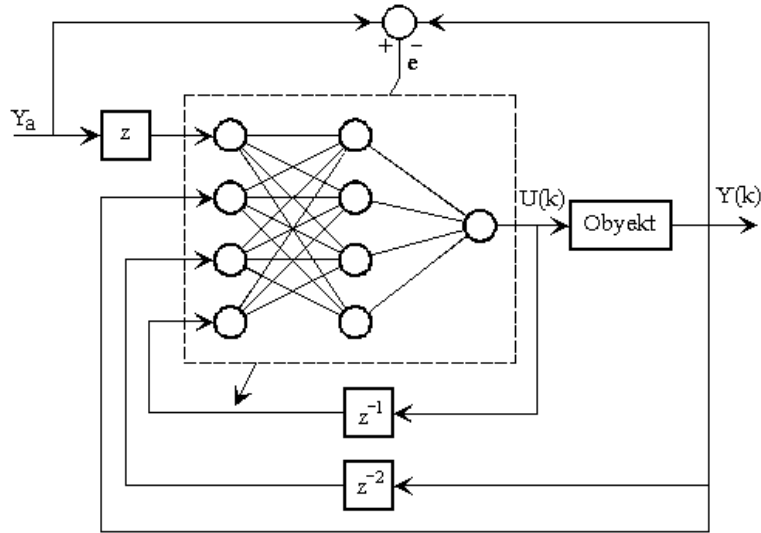 + −
e
Yₐ
z
U(k)
Obyekt
Y(k)
z⁻¹
z⁻²